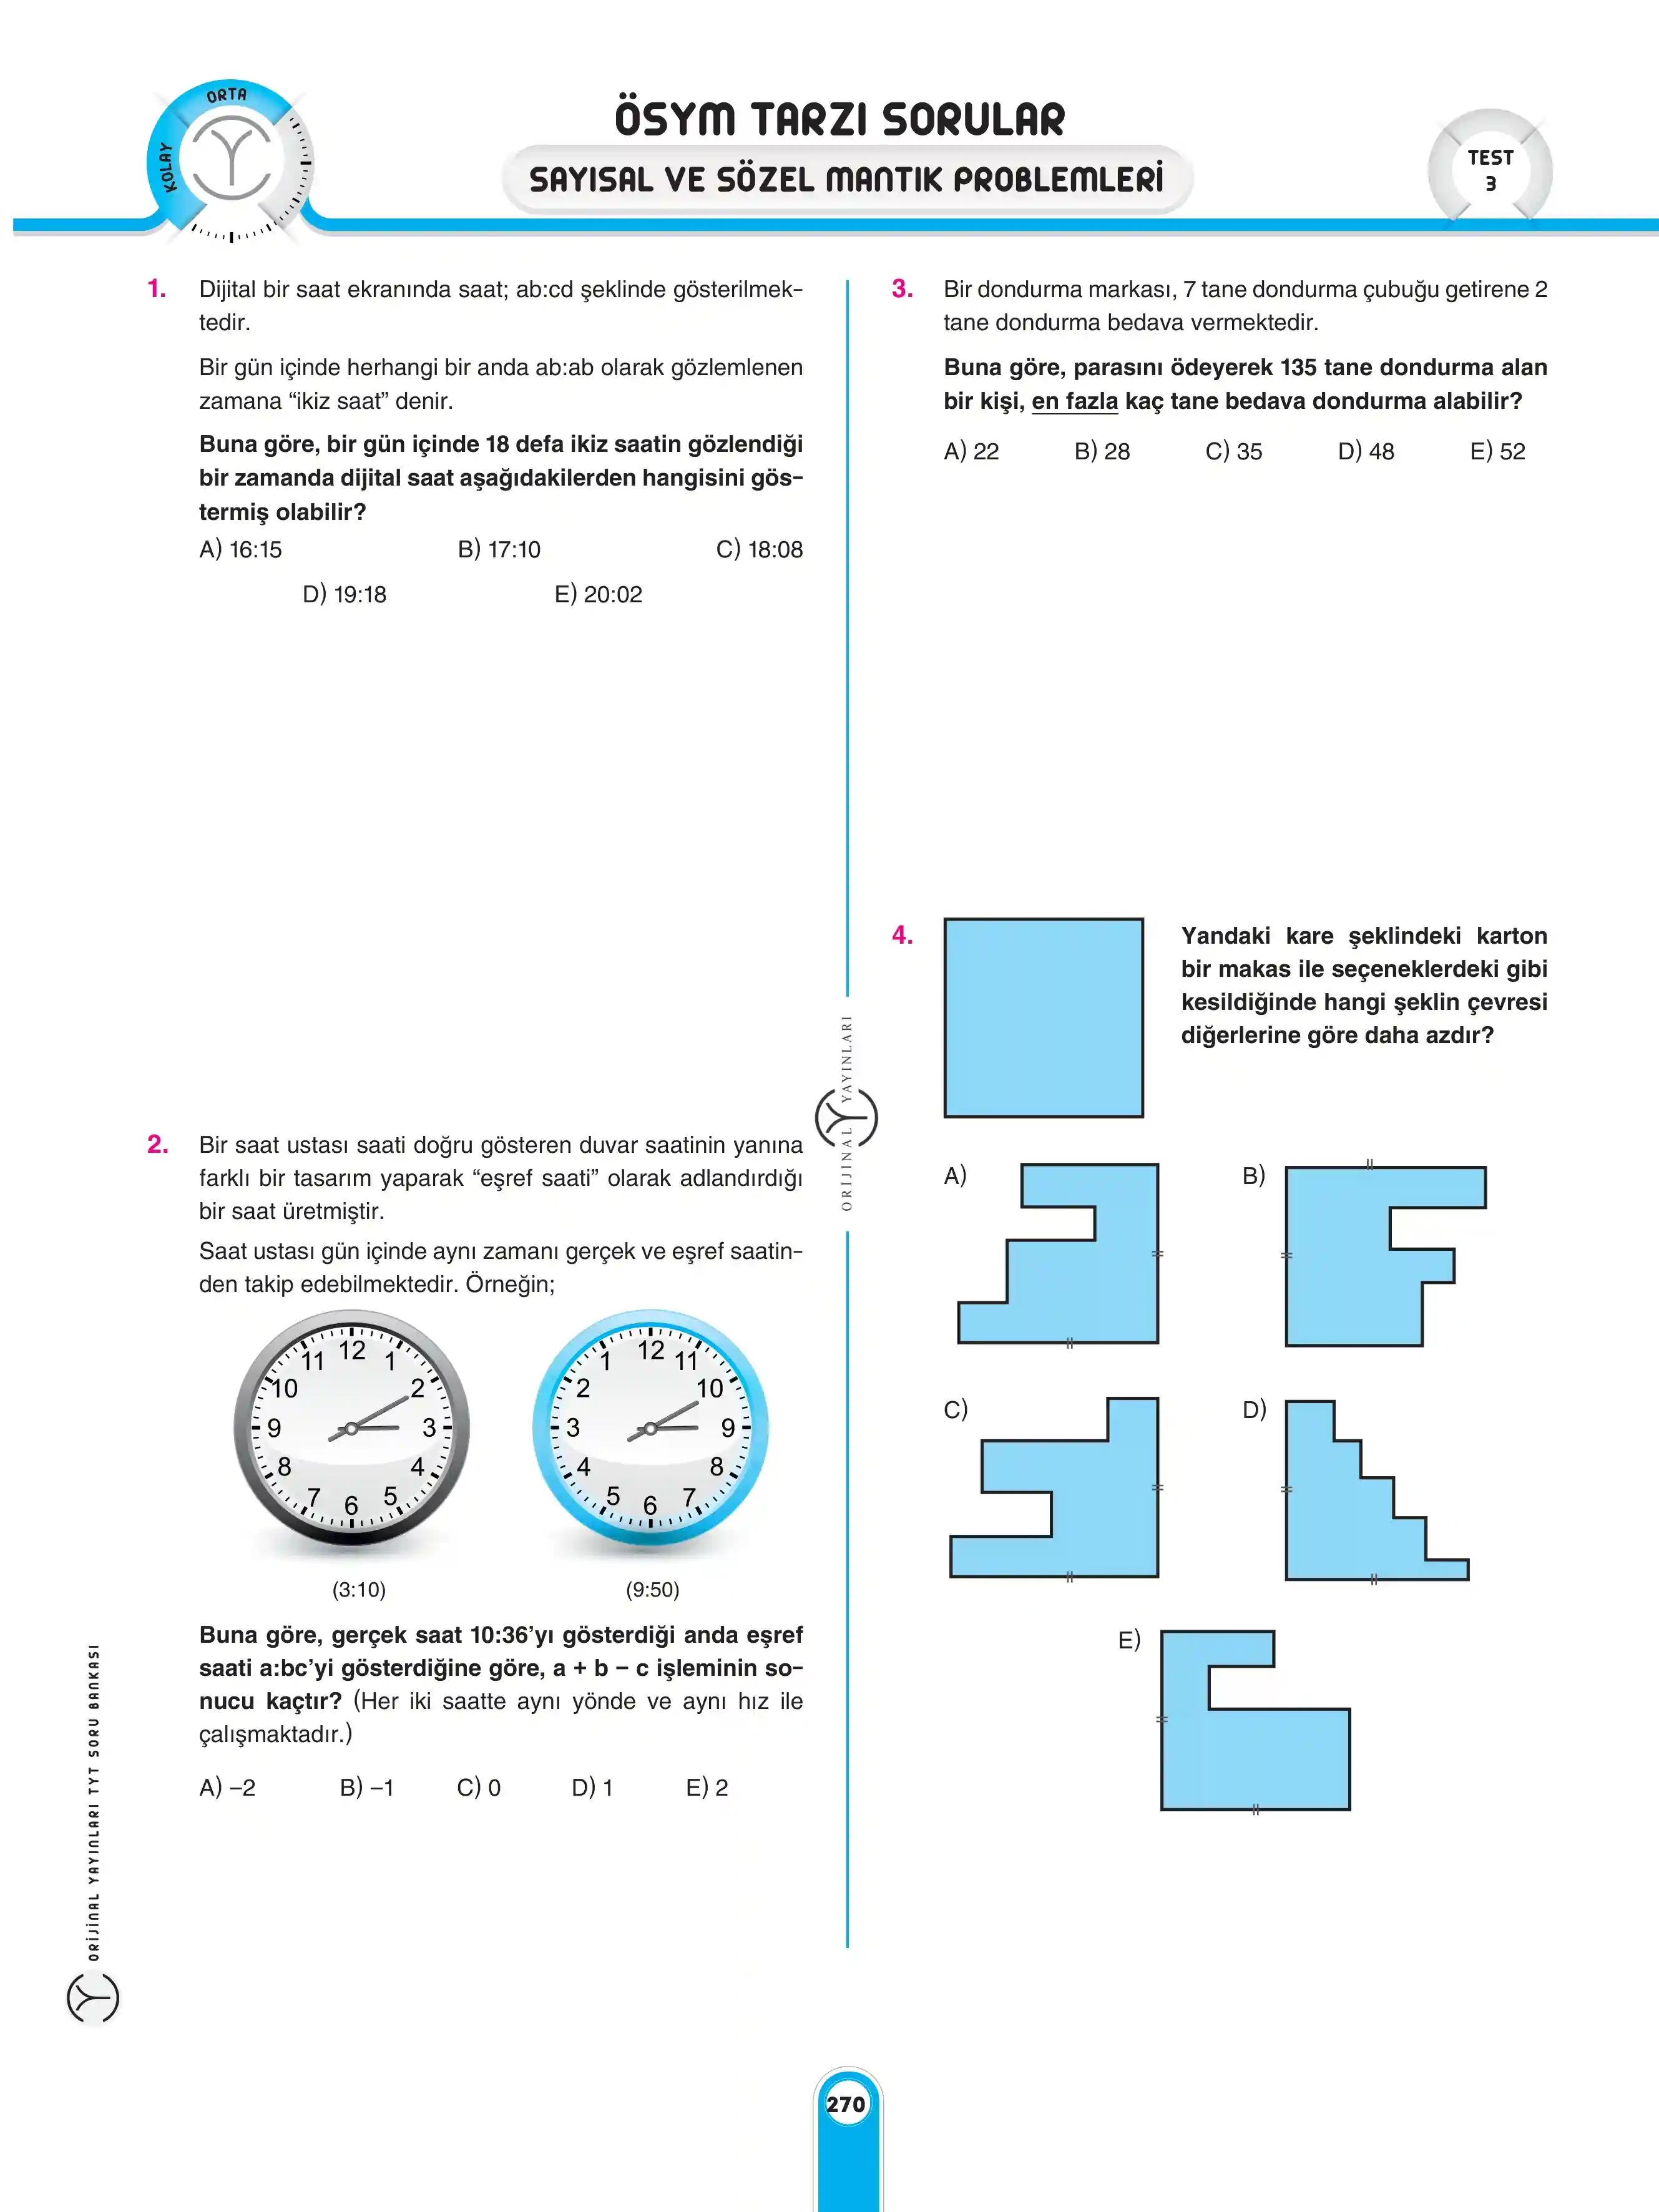 ORTA
KOLAY
ÖSYM TARZI SORULAR
SAYISAL VE SÖZEL MANTIK PROBLEMLERİ
TEST
3
1. Dijital bir saat ekranında saat; ab:cd şeklinde gösterilmek-
tedir.
Bir gün içinde herhangi bir anda ab:ab olarak gözlemlenen
zamana “ikiz saat” denir.
Buna göre, bir gün içinde 18 defa ikiz saatin gözlendiği
bir zamanda dijital saat aşağıdakilerden hangisini gös-
termiş olabilir?
A) 16:15 B) 17:10 C) 18:08
D) 19:18 E) 20:02
2. Bir saat ustası saati doğru gösteren duvar saatinin yanına
farklı bir tasarım yaparak “eşref saati” olarak adlandırdığı
bir saat üretmiştir.
Saat ustası gün içinde aynı zamanı gerçek ve eşref saatin-
den takip edebilmektedir. Örneğin;
12 1 2 3 4 5 6 7 8 9 10 11
12 11 10 9 8 7 6 5 4 3 2 1
(3:10) (9:50)
Buna göre, gerçek saat 10:36’yı gösterdiği anda eşref
saati a:bc’yi gösterdiğine göre, a + b – c işleminin so-
nucu kaçtır? (Her iki saatte aynı yönde ve aynı hız ile
çalışmaktadır.)
A) –2 B) –1 C) 0 D) 1 E) 2
3. Bir dondurma markası, 7 tane dondurma çubuğu getirene 2
tane dondurma bedava vermektedir.
Buna göre, parasını ödeyerek 135 tane dondurma alan
bir kişi, en fazla kaç tane bedava dondurma alabilir?
A) 22 B) 28 C) 35 D) 48 E) 52
4. Yandaki kare şeklindeki karton
bir makas ile seçeneklerdeki gibi
kesildiğinde hangi şeklin çevresi
diğerlerine göre daha azdır?
A) B)
C) D)
E)
ORİJİNAL YAYINLARI
ORİJİNAL YAYINLARI TYT SORU BANKASI
270